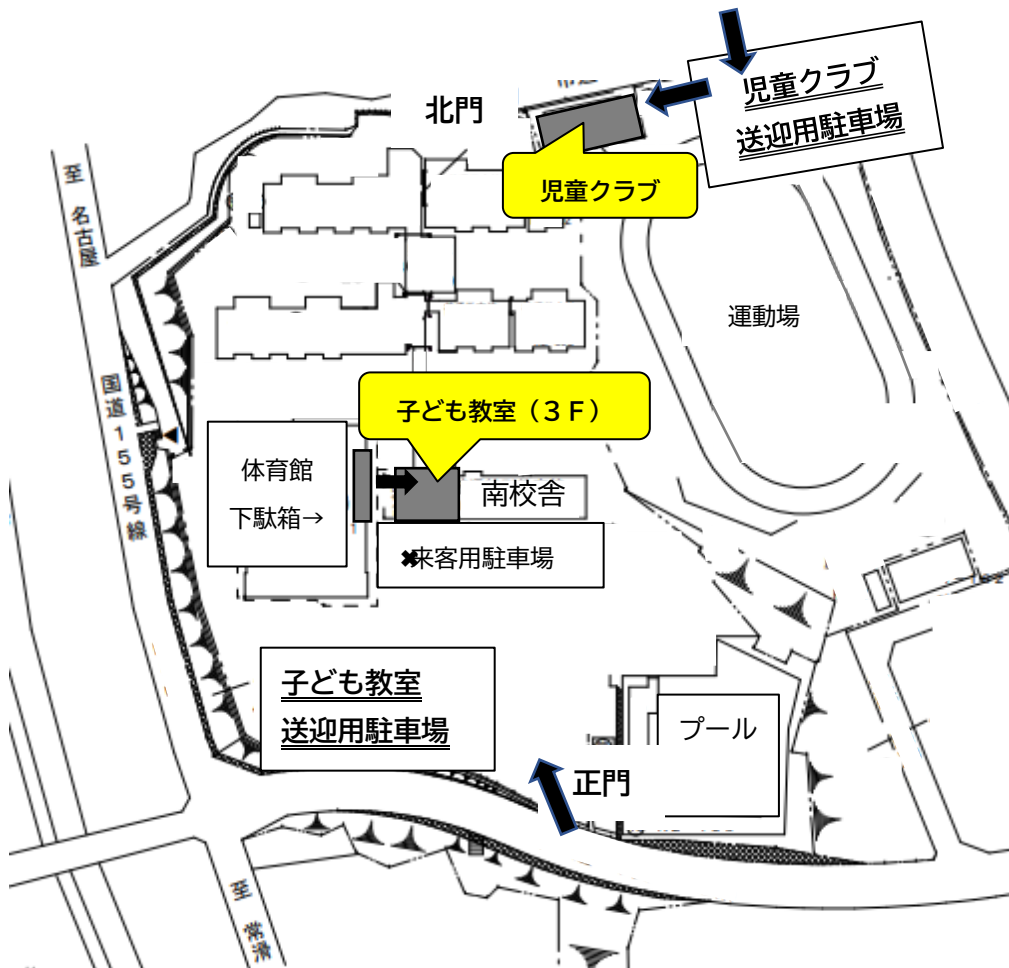 児童クラブ
送迎用駐車場
北門
児童クラブ
至 名古屋
運動場
国道155号線
子ども教室(3F)
体育館
下駄箱→
南校舎
✖来客用駐車場
子ども教室
送迎用駐車場
プール
正門
至 常滑